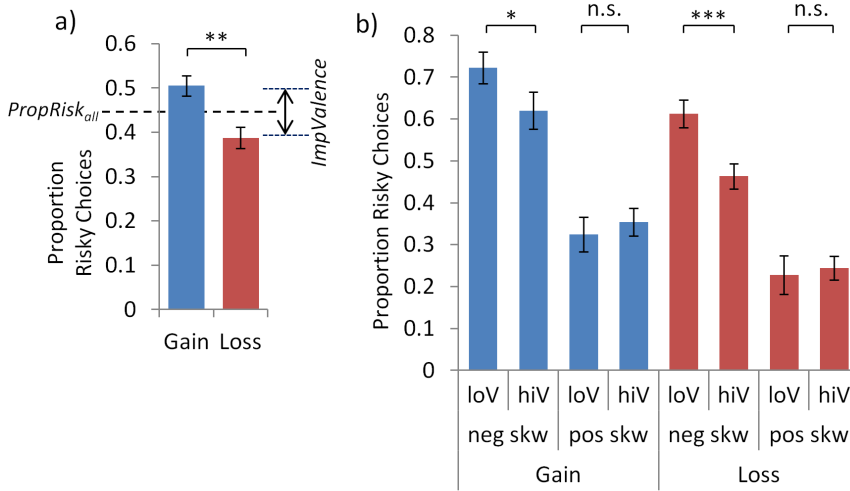 a)
**
0.6
0.5
0.4
0.3
0.2
0.1
0
PropRisk all
ImpValence
Proportion
Risky Choices
Gain Loss
b)
* n.s. *** n.s.
0.8
0.7
0.6
0.5
0.4
0.3
0.2
0.1
0
Proportion Risky Choices
loV hiV loV hiV loV hiV loV hiV
neg skw pos skw neg skw pos skw
Gain Loss